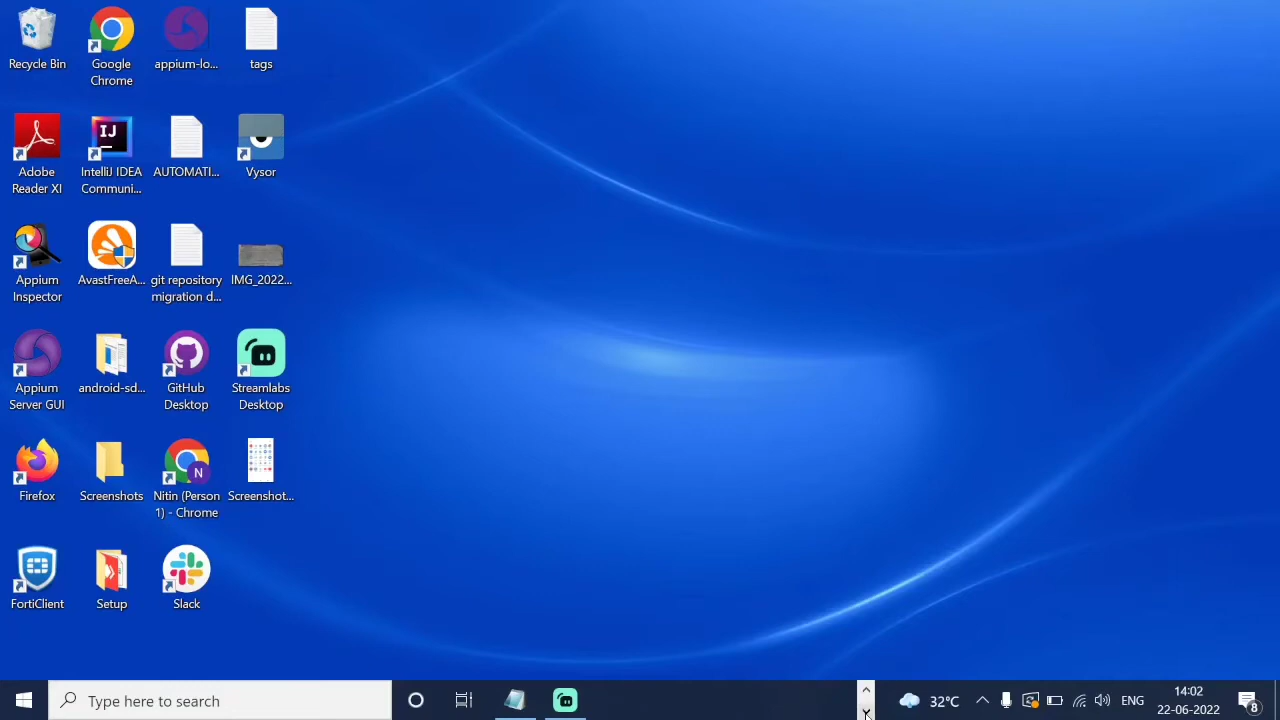 Recycle Bin
Google
Chrome
appium-lo...
tags
Adobe
Reader XI
IntelliJ IDEA
Communi...
AUTOMATI...
Vysor
Appium
Inspector
AvastFreeA...
git repository
migration d...
IMG_2022...
Appium
Server GUI
android-sd...
GitHub
Desktop
Streamlabs
Desktop
Firefox
Screenshots
Nitin (Person
1) - Chrome
Screenshot...
FortiClient
Setup
Slack
IJ
N
Type here to search
32°C
ENG
14:02
22-06-2022
8